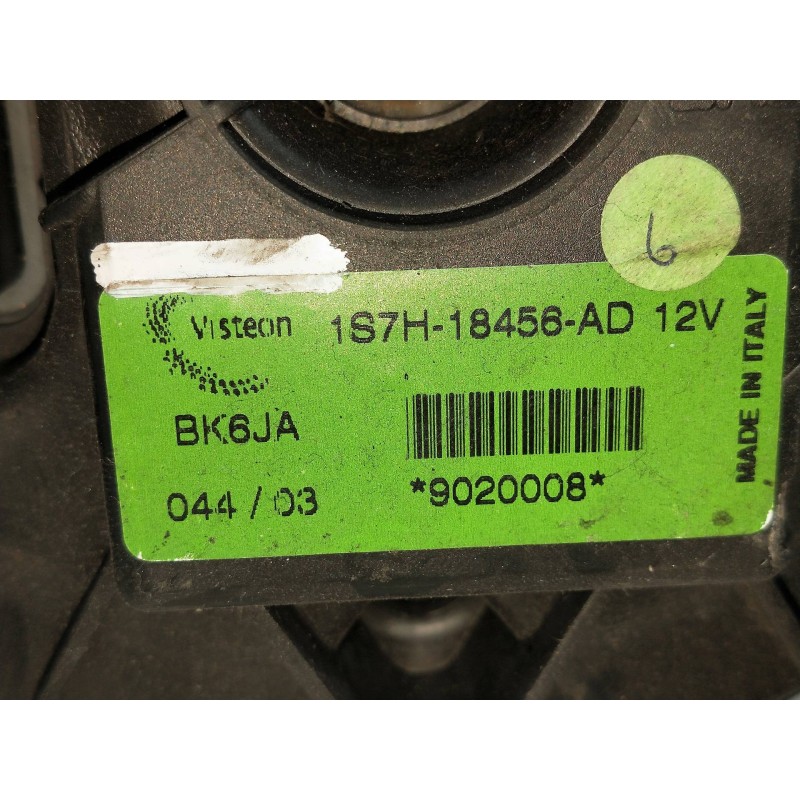 6
Visteon 1S7H-18456-AD 12V
BK6JA
044 / 03 *9020008*
MADE IN ITALY